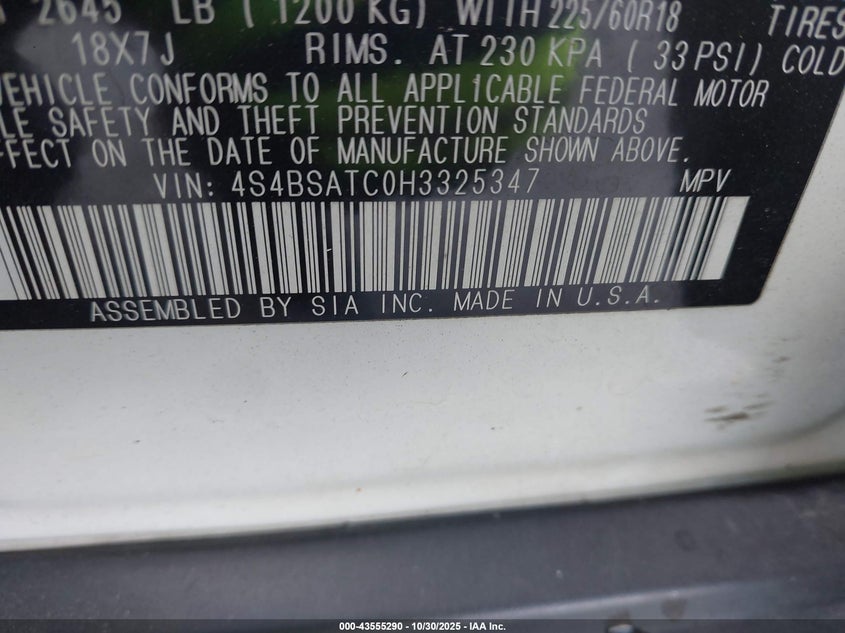 2645 LB ( 1200 KG) WITH 225/60R18 TIRES
18X7J RIMS. AT 230 KPA ( 33 PSI) COLD
VEHICLE CONFORMS TO ALL APPLICABLE FEDERAL MOTOR
LE SAFETY AND THEFT PREVENTION STANDARDS
FFECT ON THE DATE OF MANUFACTURE SHOWN ABOVE.
VIN: 4S4BSATC0H3325347 MPV
ASSEMBLED BY SIA INC. MADE IN U.S.A.
000-43555290 - 10/30/2025 - IAA Inc.